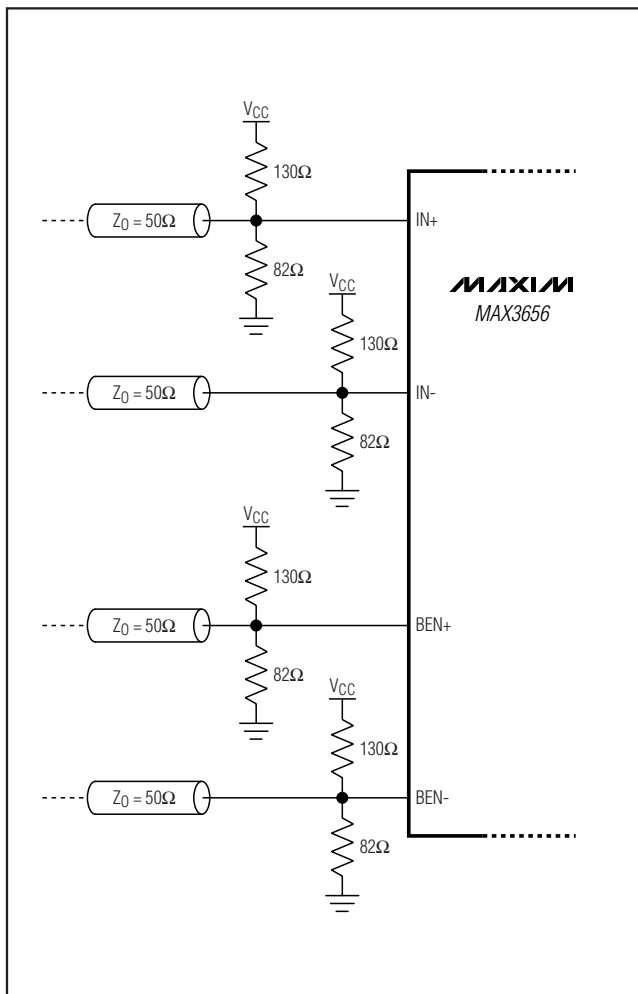 VCC
130Ω
Z0 = 50Ω
IN+
82Ω
VCC
MAXIM
MAX3656
130Ω
Z0 = 50Ω
IN-
82Ω
VCC
130Ω
Z0 = 50Ω
BEN+
82Ω
VCC
130Ω
Z0 = 50Ω
BEN-
82Ω